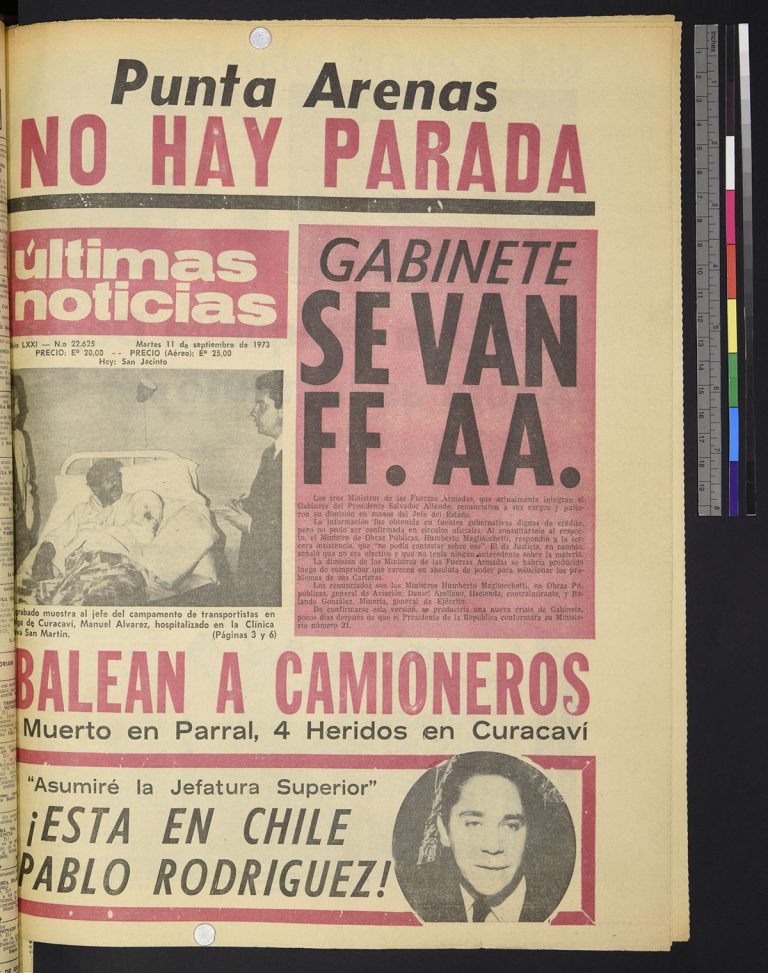 Punta Arenas
NO HAY PARADA
últimas
noticias
Año LXXI — N.o 22.625 Martes 11 de septiembre de 1973
PRECIO: Eº 20,00 -- PRECIO (Aéreo): Eº 25,00
Hoy: San Jacinto
GABINETE
SE VAN
FF. AA.
Los tres Ministros de las Fuerzas Armadas, que actualmente integran el
Gabinete del Presidente Salvador Allende, renunciaron a sus cargos y pusie-
ron su dimisión en manos del Jefe del Estado.
La información fue obtenida en fuentes gubernativas dignas de crédito,
pero no pudo ser confirmada en círculos oficiales. Al consultársele al respec-
to, el Ministro de Obras Públicas, Humberto Magliocchetti, respondió a la ter-
cera insistencia, que "no podía contestar sobre eso". El de Justicia, en cambio,
señaló que no era efectivo y que no tenía ningún antecedente sobre la materia.
La dimisión de los Ministros de las Fuerzas Armadas se habría producido
luego de comprobar que carecen en absoluto de poder para solucionar los pro-
blemas de sus Carteras.
Los renunciados son los Ministros Humberto Magliocchetti, en Obras Pú-
públicas, general de Aviación; Daniel Arellano, Hacienda, contralmirante, y Ro-
lando González, Minería, general de Ejército.
De confirmarse esta versión, se produciría una nueva crisis de Gabinete,
pocos días después de que el Presidente de la República conformara su Ministe-
rio número 21.
grabado muestra al jefe del campamento de transportistas en
de Curacaví, Manuel Alvarez, hospitalizado en la Clínica
San Martín. (Páginas 3 y 6)
BALEAN A CAMIONEROS
Muerto en Parral, 4 Heridos en Curacaví
"Asumiré la Jefatura Superior"
¡ESTA EN CHILE
PABLO RODRIGUEZ!